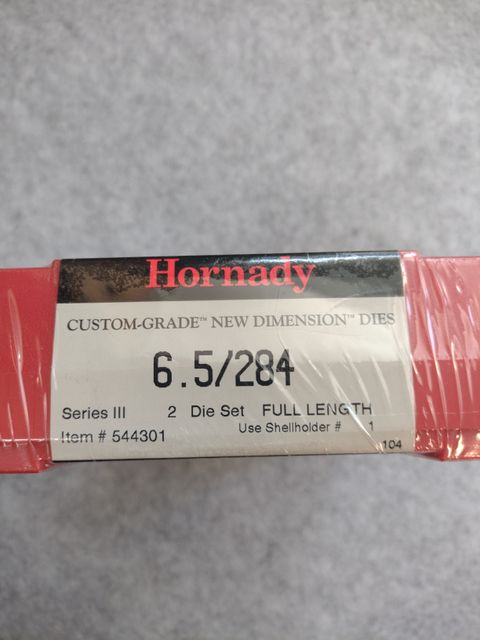 Hornady
CUSTOM-GRADE™ NEW DIMENSION™ DIES
6.5/284
Series III 2 Die Set FULL LENGTH
Item # 544301 Use Shellholder # 1
104